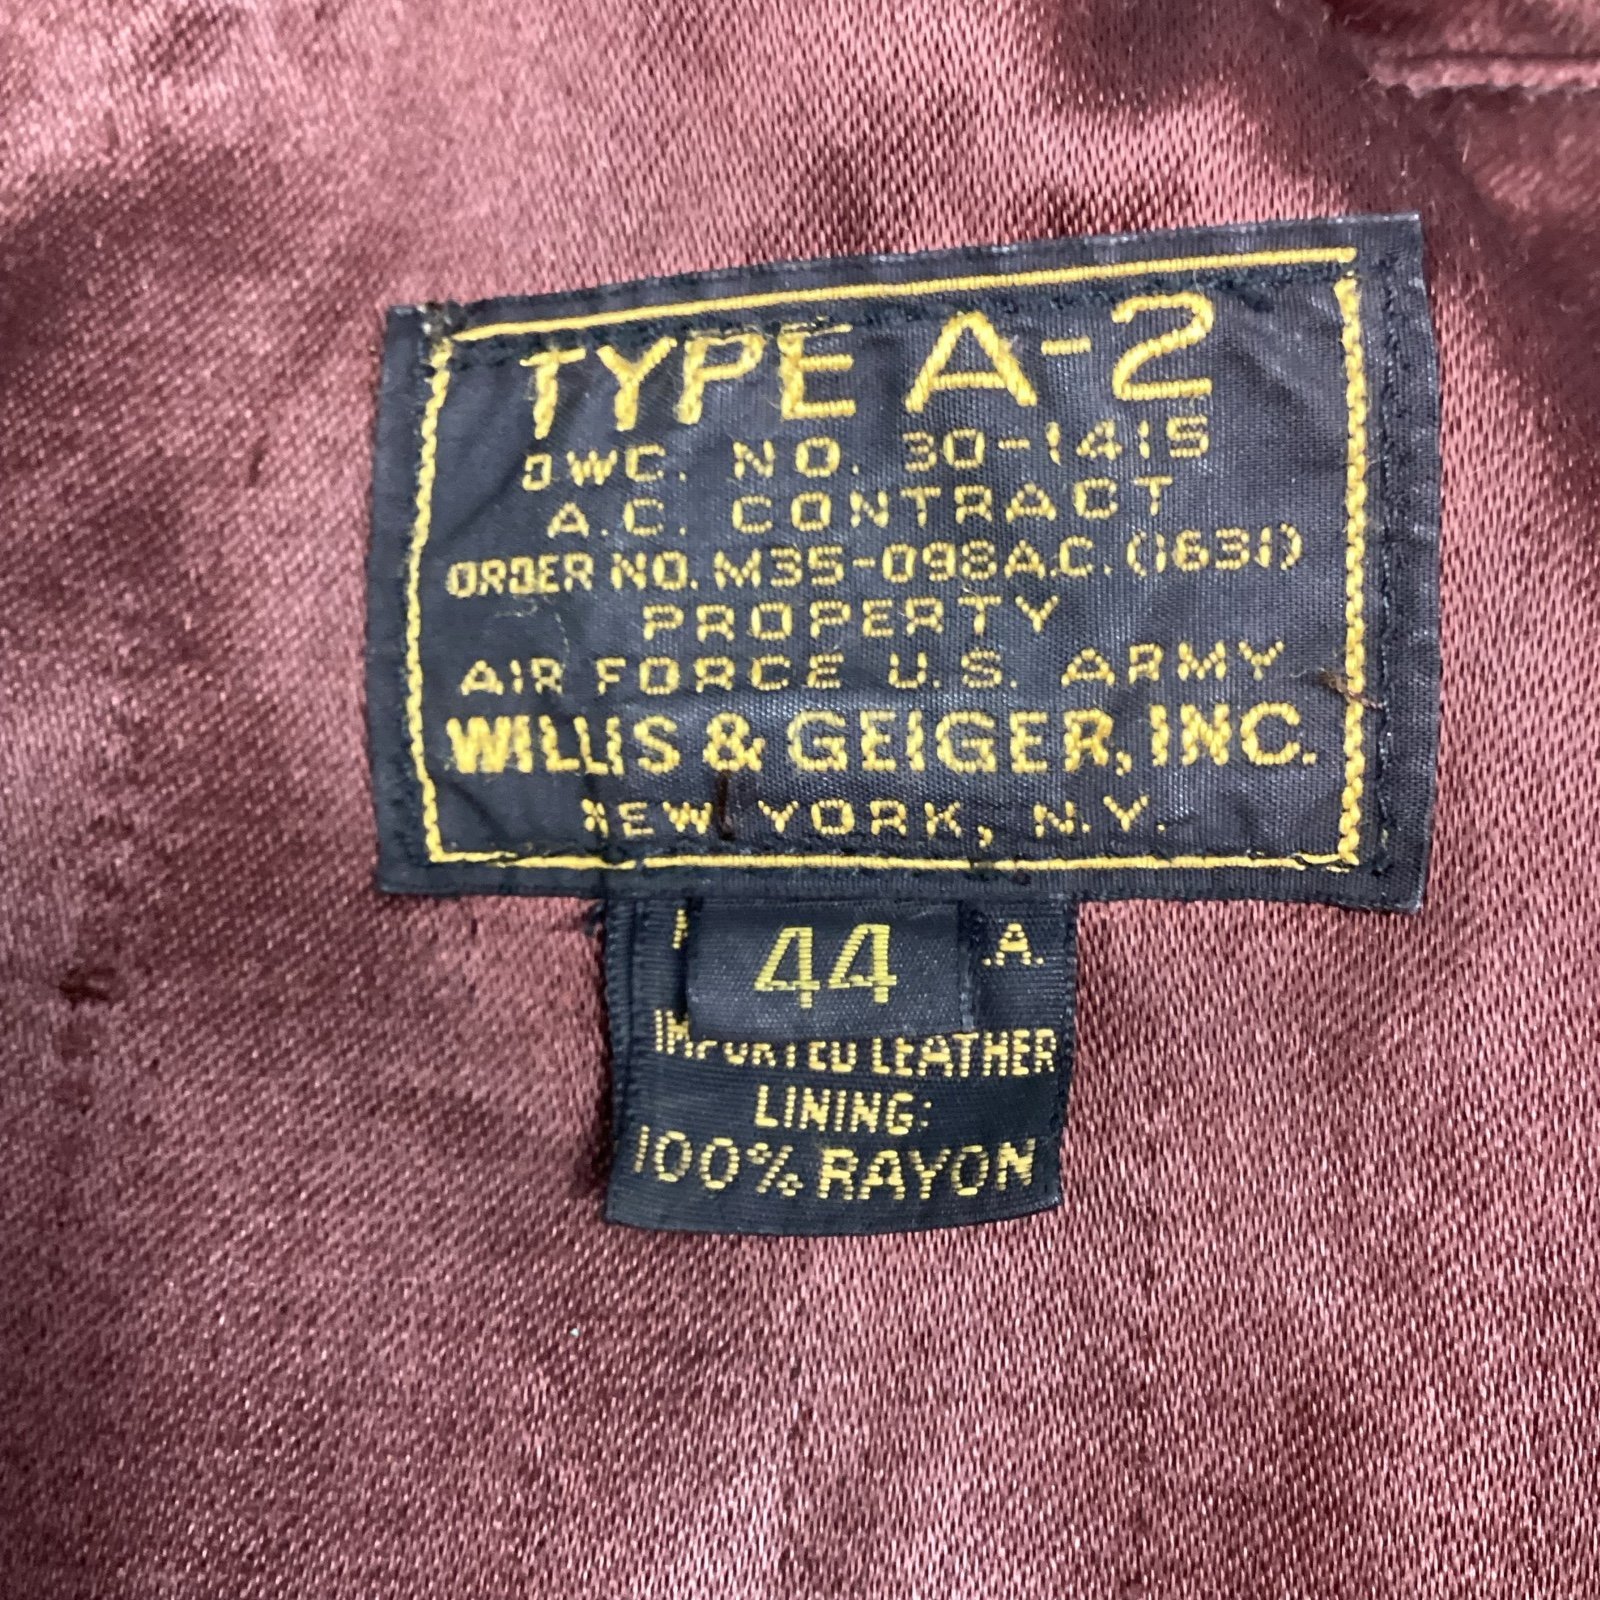 TYPE A-2
DWG. NO. 30-1415
A.C. CONTRACT
ORDER NO. M35-098A.C. (1631)
PROPERTY
AIR FORCE U.S. ARMY
WILLIS & GEIGER, INC.
NEW YORK, N.Y.
44
.A.
IMPORTED LEATHER
LINING:
100% RAYON